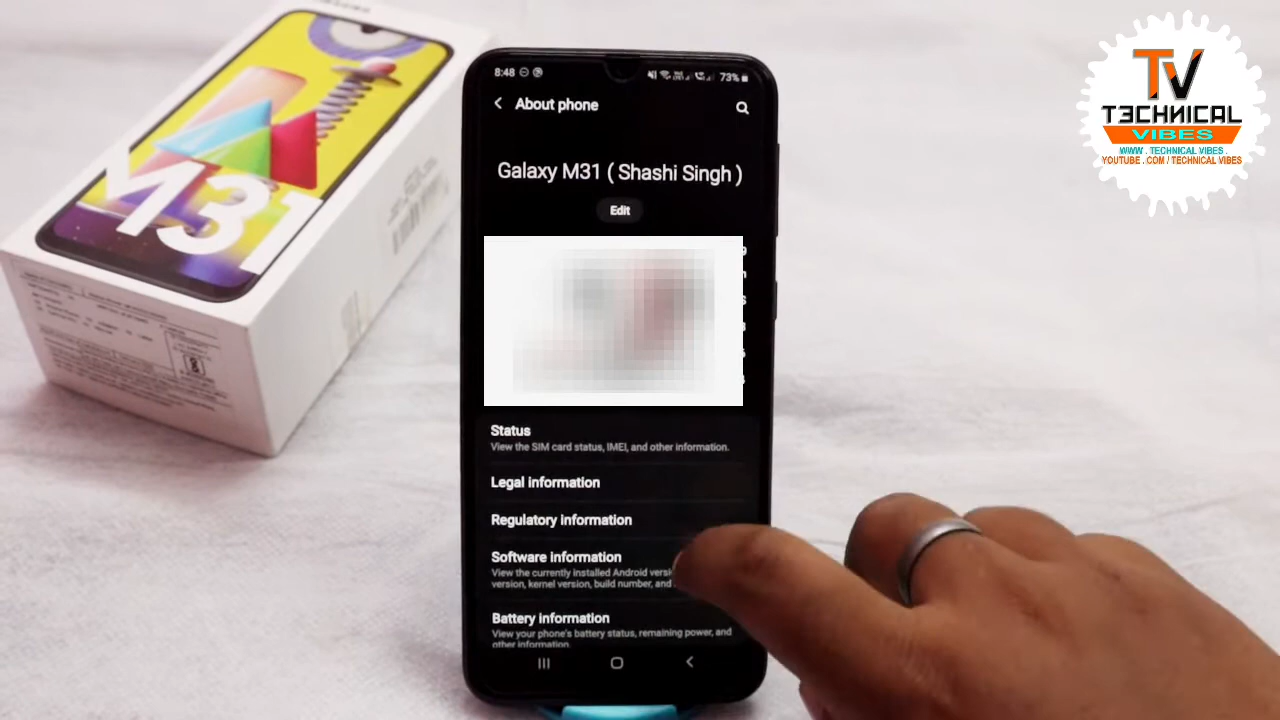 M31
8:48
73%
About phone
Galaxy M31 ( Shashi Singh )
Edit
Status
View the SIM card status, IMEI, and other information.
Legal information
Regulatory information
Software information
View the currently installed Android
version, kernel version, build number, and
Battery information
View your phone's battery status, remaining power, and
other information.
TV
T3CHNICAL
VIBES
WWW . TECHNICAL VIBES .
YOUTUBE . COM / TECHNICAL VIBES